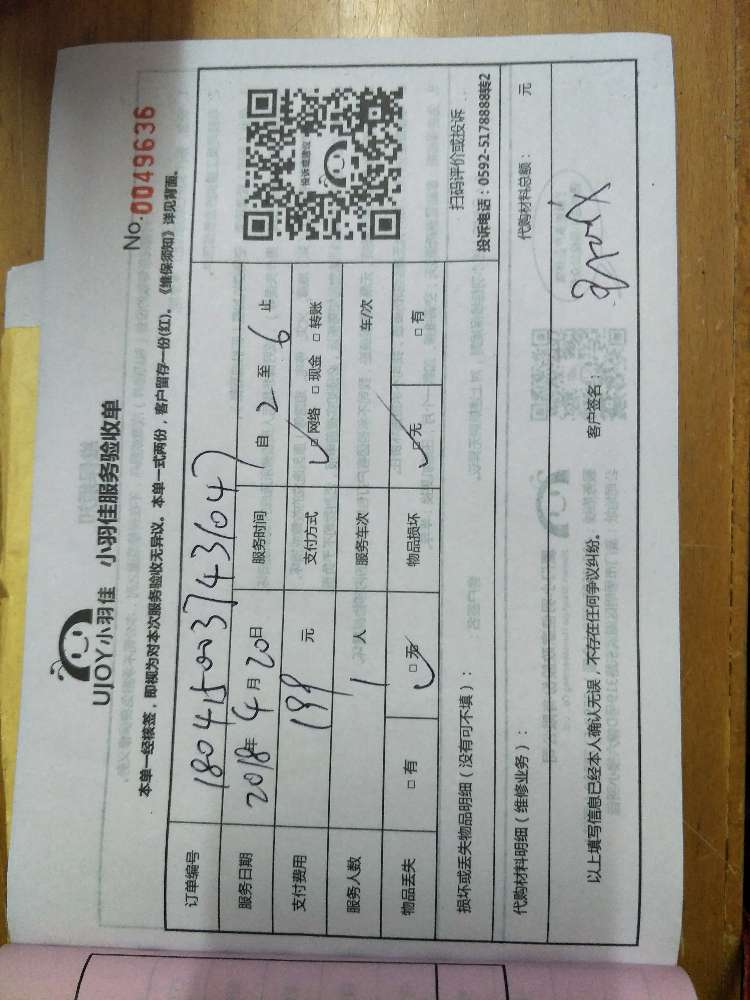 UJOY小羽佳 小羽佳服务验收单
No.0049636
本单一经核签，即视为对本次服务验收无异议。本单一式两份，客户留存一份(红)。《维保须知》详见背面。
订单编号 180415003743047
服务日期 2018年4月20日 服务时间 自2至6止
支付费用 199元 支付方式 ☑网络 □现金 □转账
服务人数 1人 服务车次 车/次
物品丢失 □有 ☑无 物品损坏 ☑无 □有
投诉建议
扫码评价或投诉
投诉电话：0592-5178888转2
损坏或丢失物品明细（没有可不填）：
代购材料明细（维修业务）： 代购材料总额： 元
以上填写信息已经本人确认无误，不存在任何争议纠纷。 客户签名：